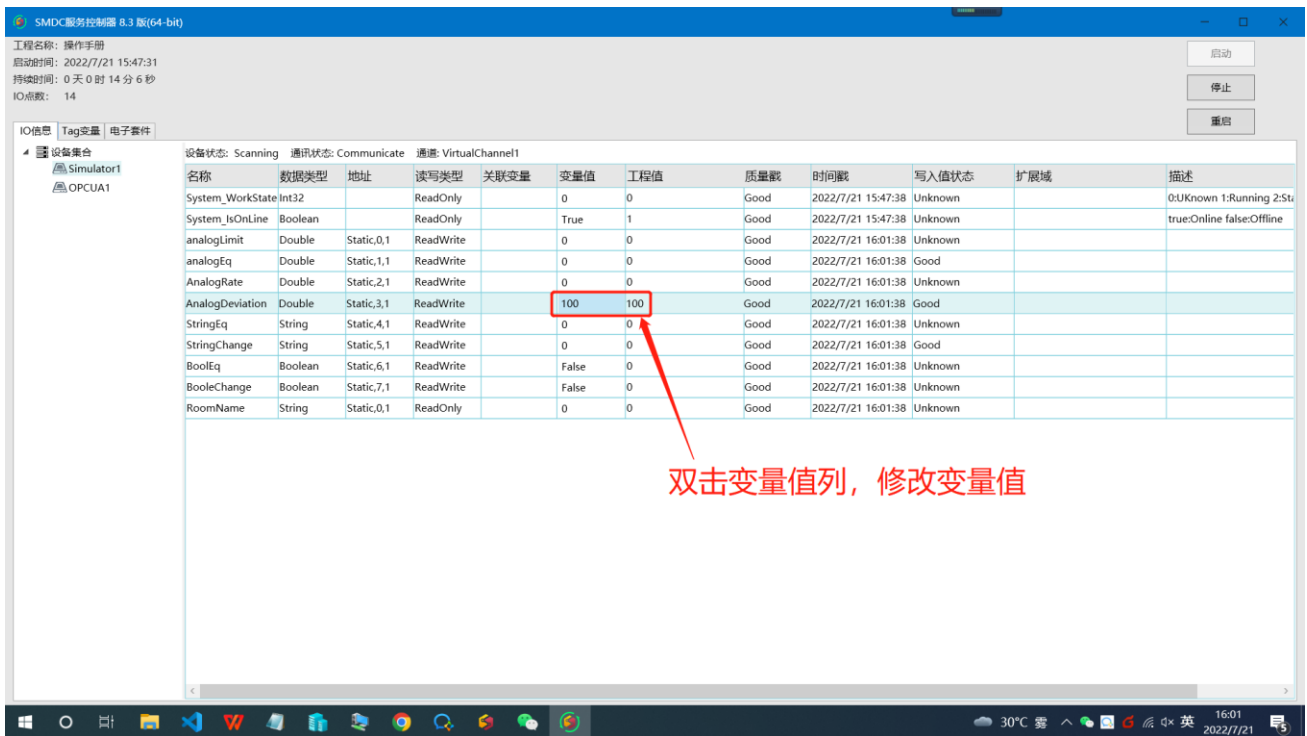 SMDC服务控制器 8.3 版(64-bit)
工程名称: 操作手册
启动时间: 2022/7/21 15:47:31
持续时间: 0 天 0 时 14 分 6 秒
IO点数: 14
启动
停止
重启
IO信息 Tag变量 电子套件
设备集合
Simulator1
OPCUA1
设备状态: Scanning 通讯状态: Communicate 通道: VirtualChannel1
名称 数据类型 地址 读写类型 关联变量 变量值 工程值 质量戳 时间戳 写入值状态 扩展域 描述
System_WorkState Int32 ReadOnly 0 0 Good 2022/7/21 15:47:38 Unknown 0:UKnown 1:Running 2:Sta
System_IsOnLine Boolean ReadOnly True 1 Good 2022/7/21 15:47:38 Unknown true:Online false:Offline
analogLimit Double Static,0,1 ReadWrite 0 0 Good 2022/7/21 16:01:38 Unknown
analogEq Double Static,1,1 ReadWrite 0 0 Good 2022/7/21 16:01:38 Good
AnalogRate Double Static,2,1 ReadWrite 0 0 Good 2022/7/21 16:01:38 Unknown
AnalogDeviation Double Static,3,1 ReadWrite 100 100 Good 2022/7/21 16:01:38 Good
StringEq String Static,4,1 ReadWrite 0 0 Good 2022/7/21 16:01:38 Unknown
StringChange String Static,5,1 ReadWrite 0 0 Good 2022/7/21 16:01:38 Good
BoolEq Boolean Static,6,1 ReadWrite False 0 Good 2022/7/21 16:01:38 Unknown
BooleChange Boolean Static,7,1 ReadWrite False 0 Good 2022/7/21 16:01:38 Unknown
RoomName String Static,0,1 ReadOnly 0 0 Good 2022/7/21 16:01:38 Unknown
双击变量值列，修改变量值
30°C 雾 英 16:01
2022/7/21